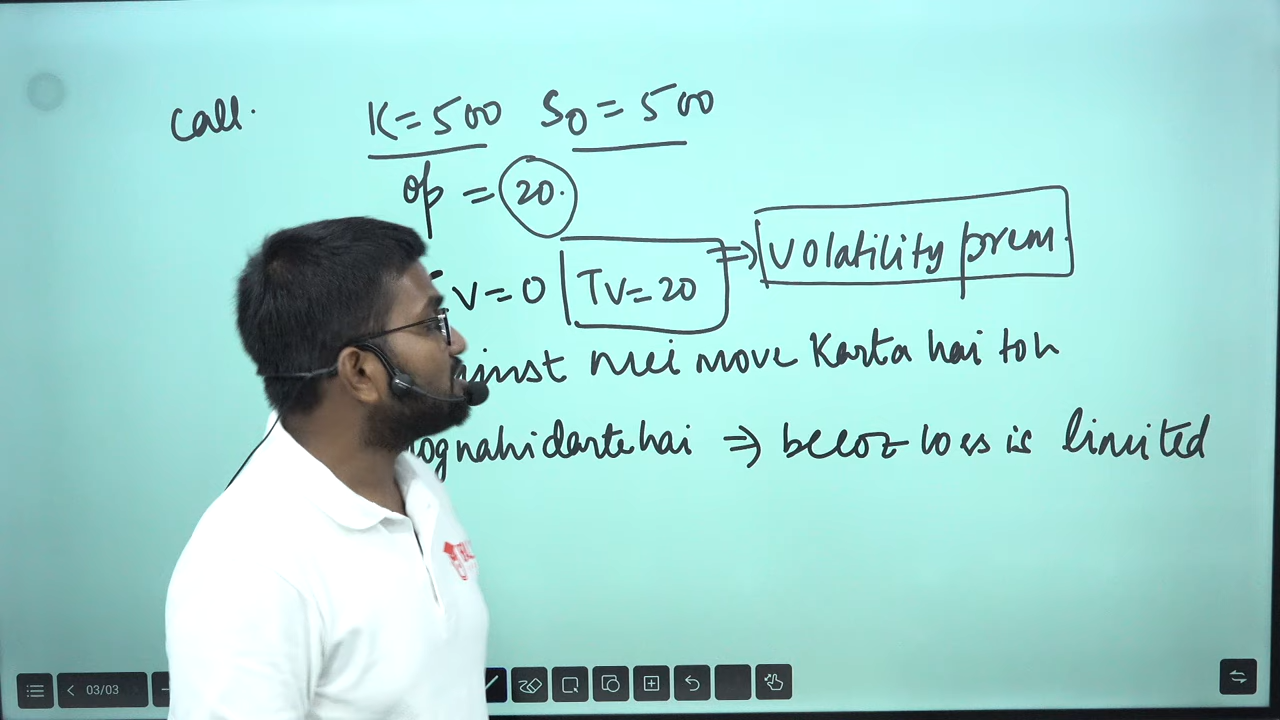 Call. K=500 S0=500
op = 20.
V=0 TV=20 => volatility prem.
inst mei move Karta hai toh
log nahi darte hai => becoz loss is limited
03/03